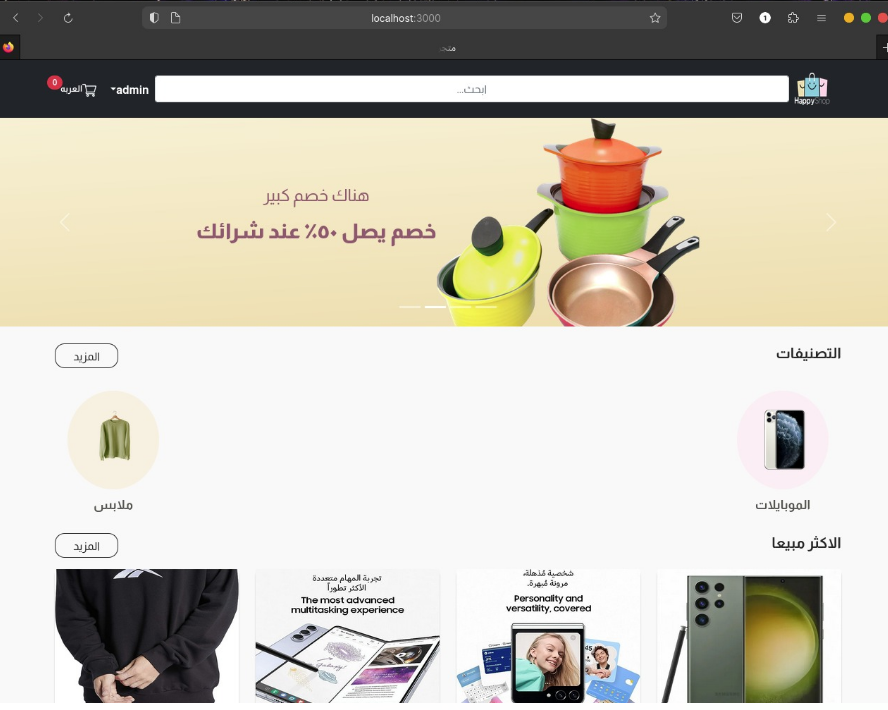 localhost:3000
متجر
HappyShop
ابحث...
admin
العربه
0
هناك خصم كبير
خصم يصل ٥٠٪ عند شرائك
التصنيفات
المزيد
الموبايلات
ملابس
الاكثر مبيعا
المزيد
شخصية مُذهلة،
مرونة مُبهرة.
Personality and
versatility, covered
تجربة المهام متعددة
الأكثر تطوراً
The most advanced
multitasking experience